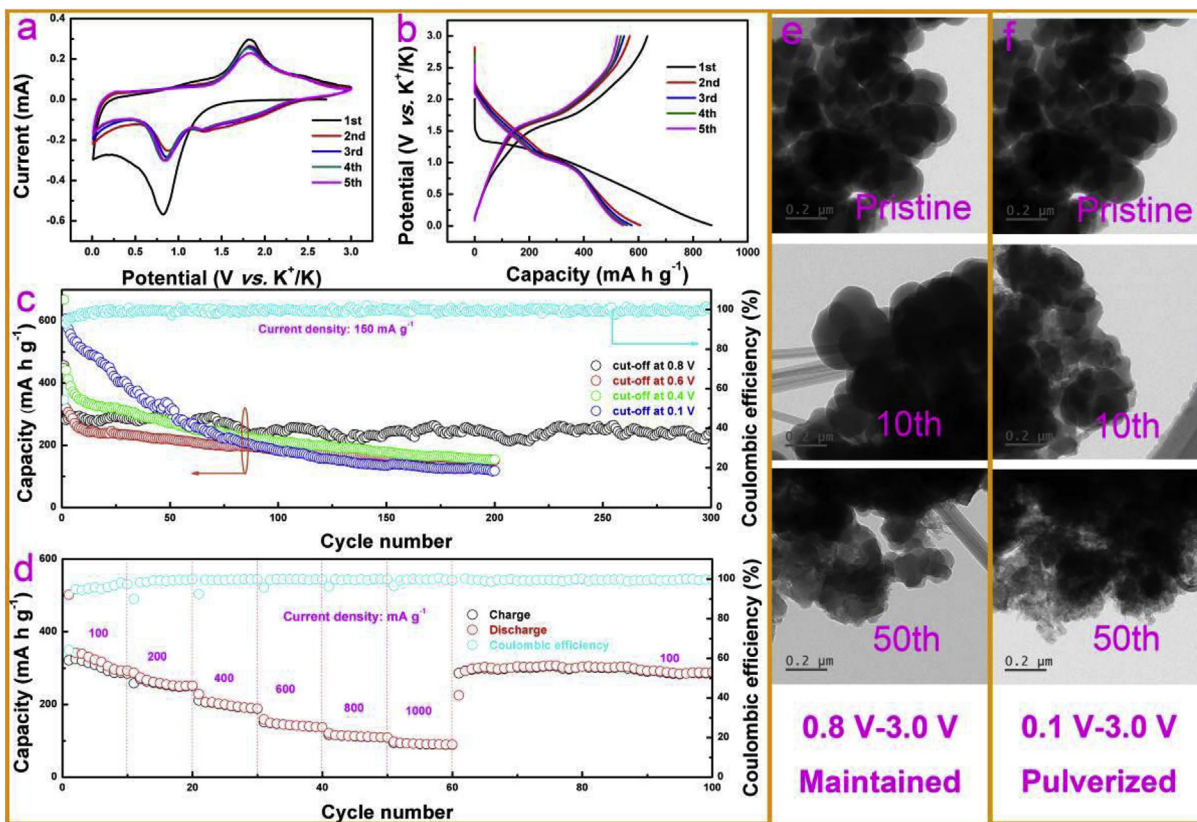 a
0.4
0.2
0.0
-0.2
-0.4
-0.6
Current (mA)
1st
2nd
3rd
4th
5th
0.0 0.5 1.0 1.5 2.0 2.5 3.0
Potential (V vs. K⁺/K)
b
3.0
2.5
2.0
1.5
1.0
0.5
0.0
Potential (V vs. K⁺/K)
1st
2nd
3rd
4th
5th
0 200 400 600 800 1000
Capacity (mA h g⁻¹)
c
600
400
200
0
Capacity (mA h g⁻¹)
Current density: 150 mA g⁻¹
cut-off at 0.8 V
cut-off at 0.6 V
cut-off at 0.4 V
cut-off at 0.1 V
100
80
60
40
20
0
Coulombic efficiency (%)
0 50 100 150 200 250 300
Cycle number
d
600
400
200
0
Capacity (mA h g⁻¹)
Current density: mA g⁻¹
Charge
Discharge
Coulombic efficiency
100
200
400
600
800
1000
100
100
80
60
40
20
0
Coulombic efficiency (%)
0 20 40 60 80 100
Cycle number
e
Pristine
0.2 µm
10th
0.2 µm
50th
0.2 µm
0.8 V-3.0 V
Maintained
f
Pristine
0.2 µm
10th
0.2 µm
50th
0.2 µm
0.1 V-3.0 V
Pulverized